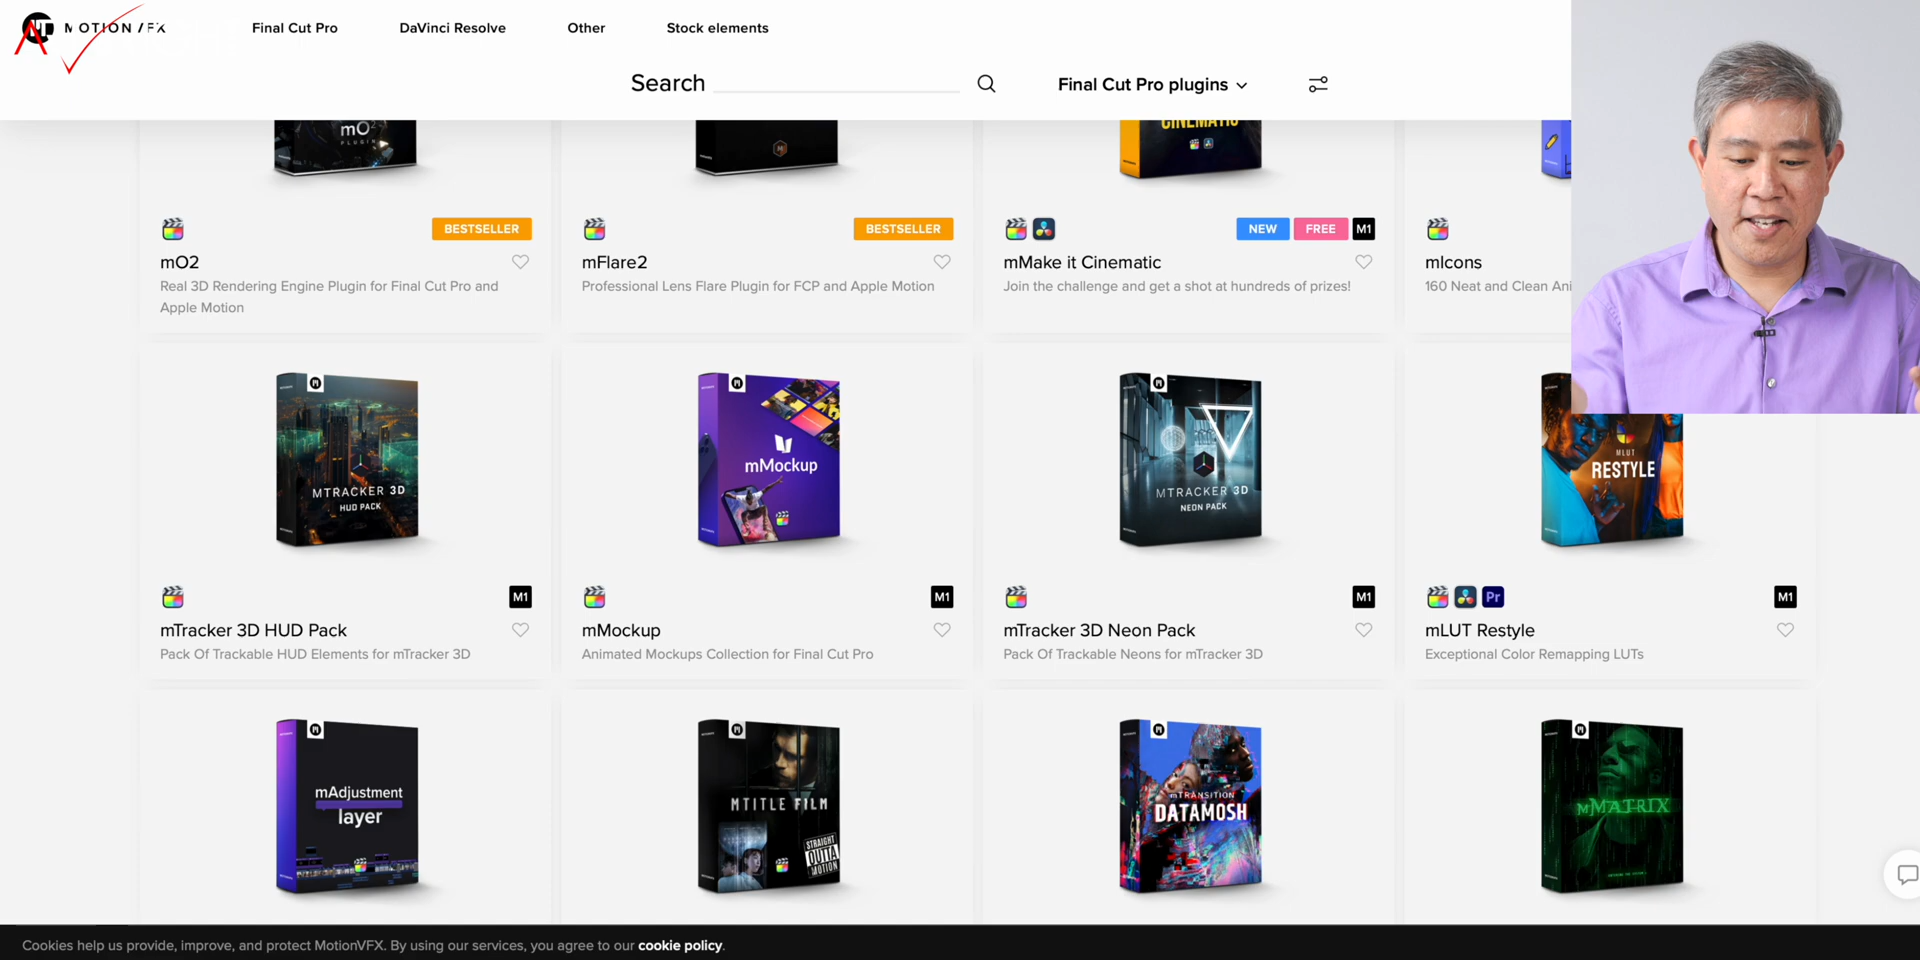 MOTION VFX
Final Cut Pro
DaVinci Resolve
Other
Stock elements
Search
Final Cut Pro plugins
mO2
PLUGIN
CINEMATIC
BESTSELLER
BESTSELLER
NEW
FREE
M1
mO2
Real 3D Rendering Engine Plugin for Final Cut Pro and
Apple Motion
mFlare2
Professional Lens Flare Plugin for FCP and Apple Motion
mMake it Cinematic
Join the challenge and get a shot at hundreds of prizes!
mIcons
160 Neat and Clean Ani
MTRACKER 3D
HUD PACK
mMockup
MTRACKER 3D
NEON PACK
MLUT
RESTYLE
M1
M1
M1
Pr
M1
mTracker 3D HUD Pack
Pack Of Trackable HUD Elements for mTracker 3D
mMockup
Animated Mockups Collection for Final Cut Pro
mTracker 3D Neon Pack
Pack Of Trackable Neons for mTracker 3D
mLUT Restyle
Exceptional Color Remapping LUTs
mAdjustment
layer
MTITLE FILM
STRAIGHT
OUTTA
MOTION
mTRANSITION
DATAMOSH
mMATRIX
Cookies help us provide, improve, and protect MotionVFX. By using our services, you agree to our cookie policy.